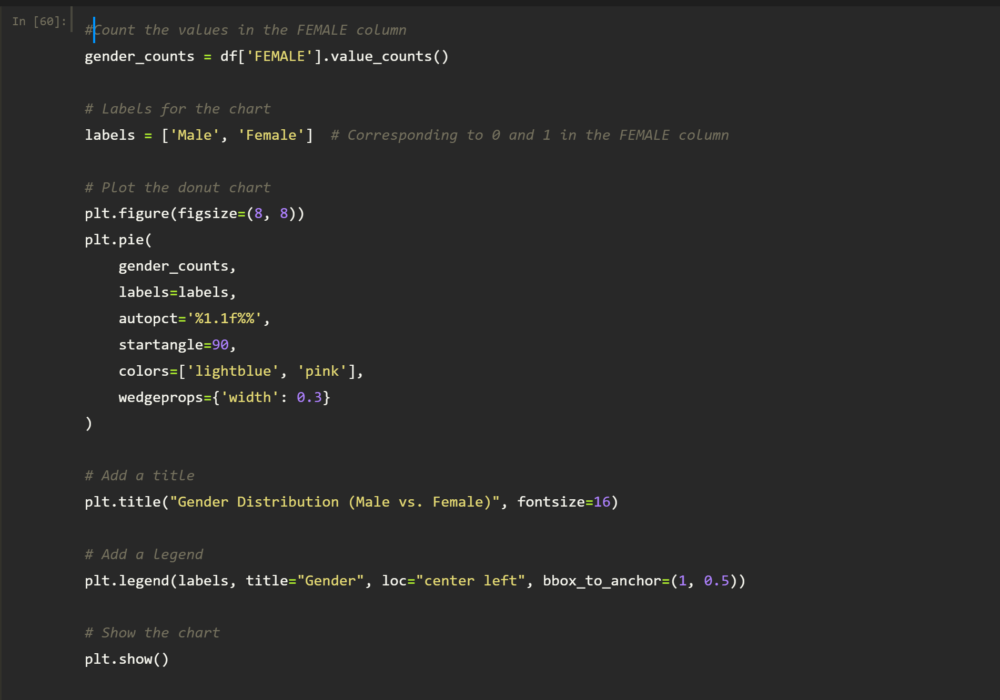 In [60]:
#Count the values in the FEMALE column
gender_counts = df['FEMALE'].value_counts()
# Labels for the chart
labels = ['Male', 'Female']  # Corresponding to 0 and 1 in the FEMALE column
# Plot the donut chart
plt.figure(figsize=(8, 8))
plt.pie(
    gender_counts,
    labels=labels,
    autopct='%1.1f%%',
    startangle=90,
    colors=['lightblue', 'pink'],
    wedgeprops={'width': 0.3}
)
# Add a title
plt.title("Gender Distribution (Male vs. Female)", fontsize=16)
# Add a legend
plt.legend(labels, title="Gender", loc="center left", bbox_to_anchor=(1, 0.5))
# Show the chart
plt.show()